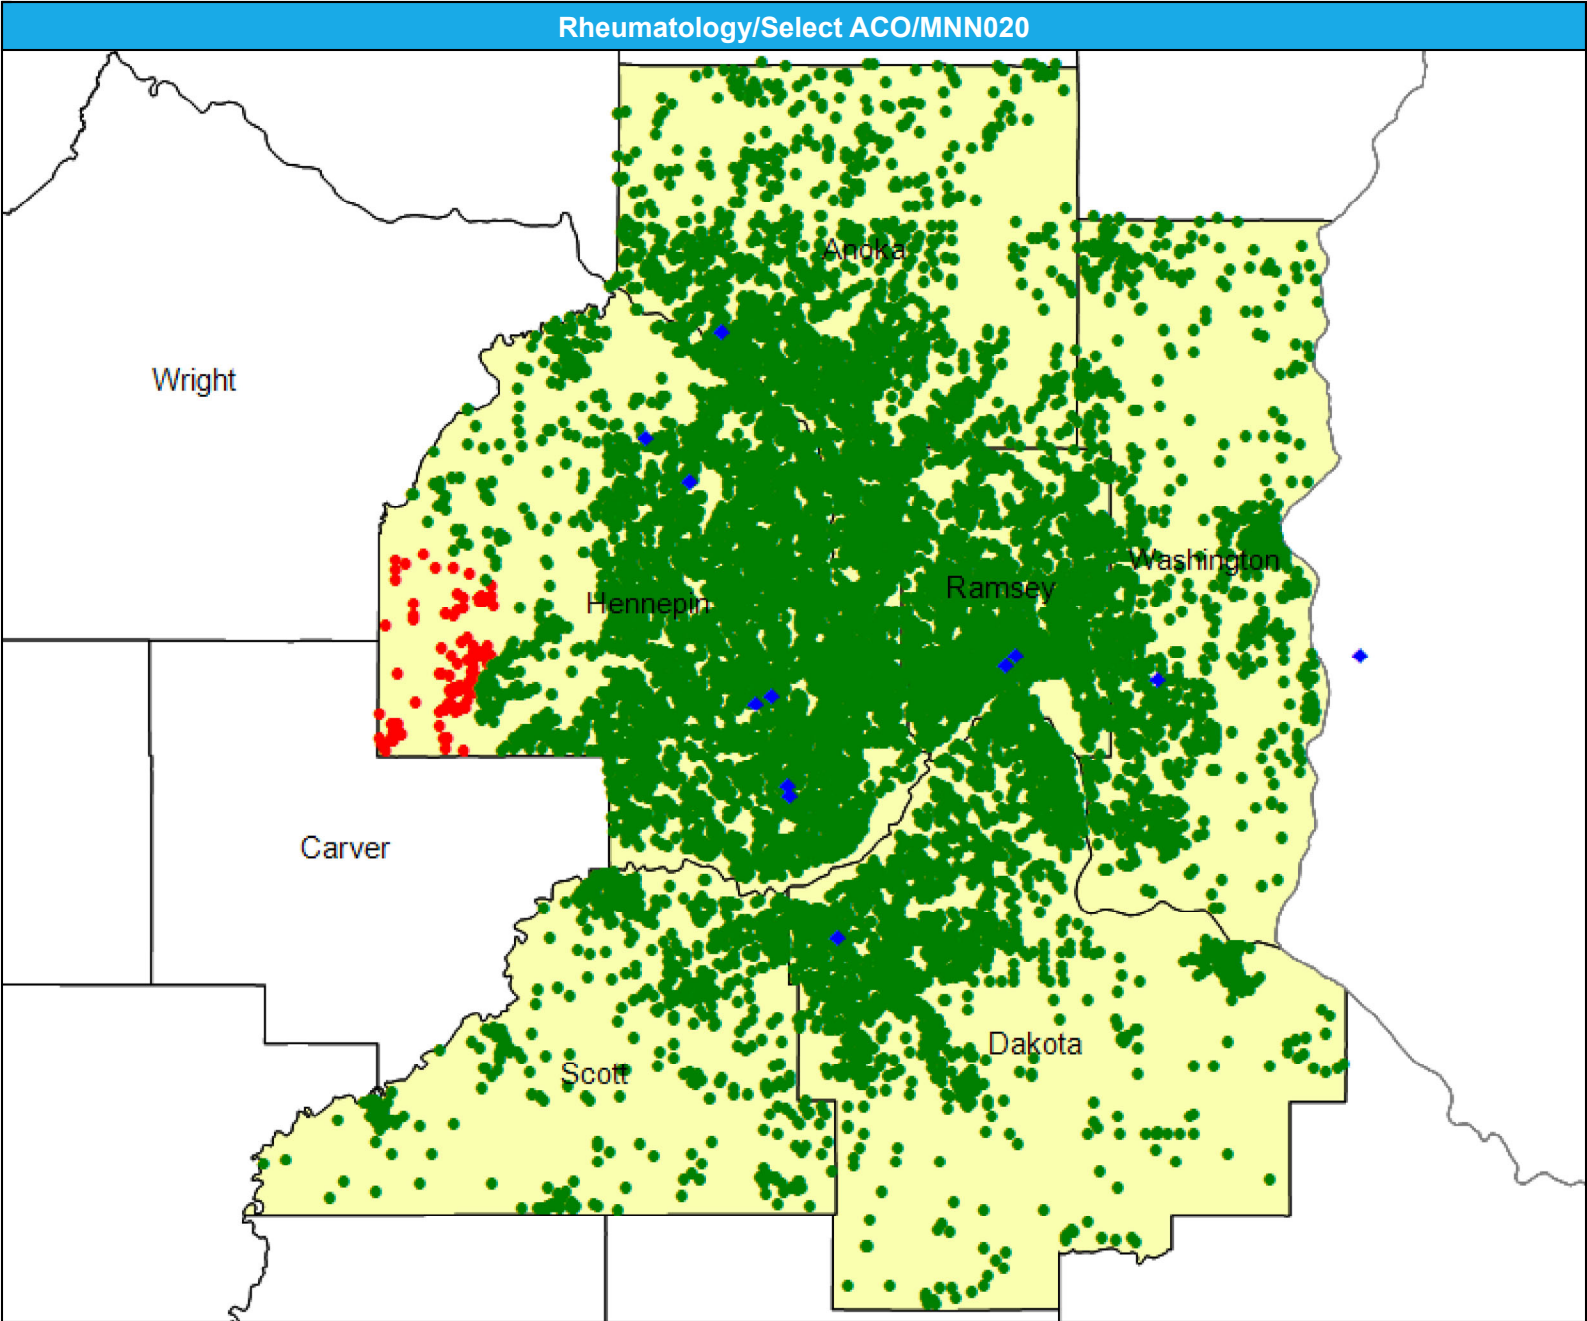 Rheumatology/Select ACO/MNN020
Anoka
Wright
Washington
Ramsey
Hennepin
Carver
Dakota
Scott